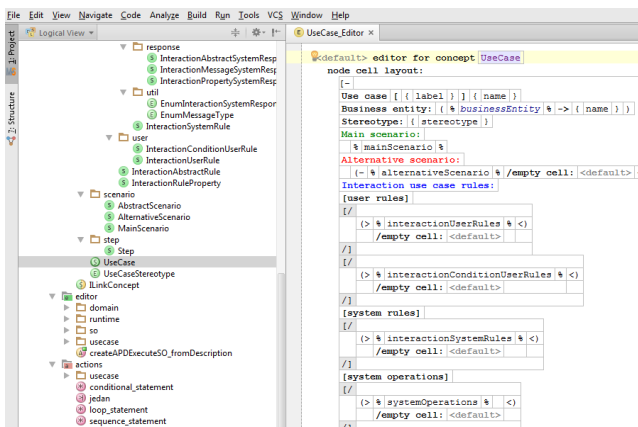 File Edit View Navigate Code Analyze Build Run Tools VCS Window Help
Logical View
UseCase_Editor ×
1: Project
7: Structure
response
InteractionAbstractSystemResp
InteractionMessageSystemResp
InteractionPropertySystemResp
util
EnumInteractionSystemRespor
EnumMessageType
InteractionSystemRule
user
InteractionConditionUserRule
InteractionUserRule
InteractionAbstractRule
InteractionRuleProperty
scenario
AbstractScenario
AlternativeScenario
MainScenario
step
Step
UseCase
UseCaseStereotype
ILinkConcept
editor
domain
runtime
so
usecase
createAPDExecuteSO_fromDescription
actions
usecase
conditional_statement
jedan
loop_statement
sequence_statement
<default> editor for concept UseCase
node cell layout:
[-
Use case [ { label } ] { name }
Business entity: ( % businessEntity % -> { name } )
Stereotype: { stereotype }
Main scenario:
% mainScenario %
Alternative scenario:
(- % alternativeScenario % /empty cell: <default>
Interaction use case rules:
[user rules]
[/
(> % interactionUserRules % <)
/empty cell: <default>
/]
[/
(> % interactionConditionUserRules % <)
/empty cell: <default>
/]
[system rules]
[/
(> % interactionSystemRules % <)
/empty cell: <default>
/]
[system operations]
[/
(> % systemOperations % <)
/empty cell: <default>
/]